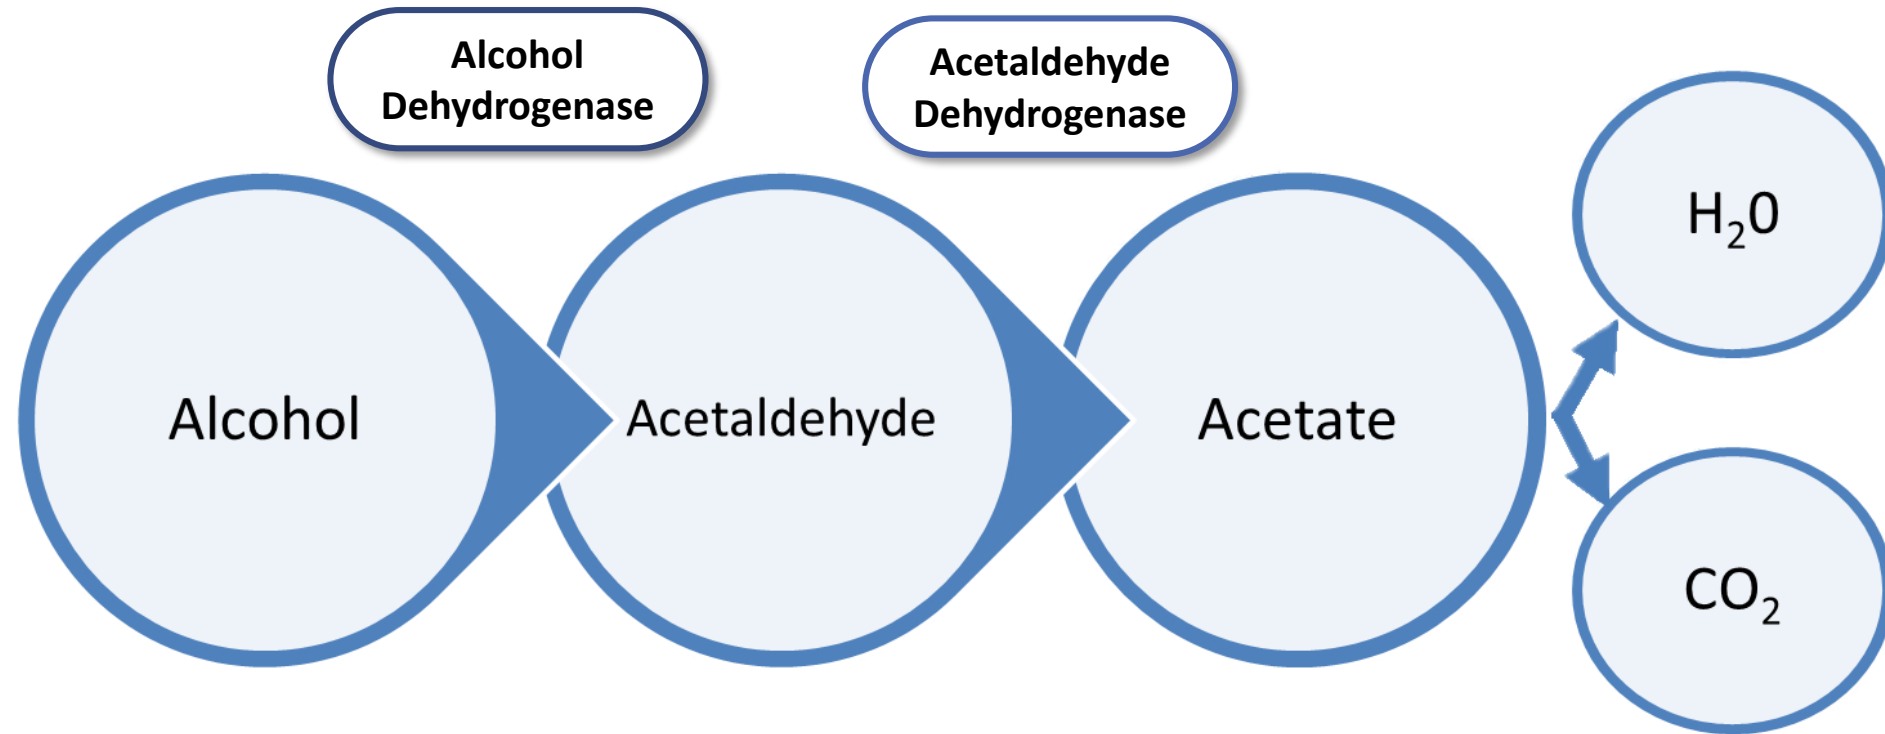 Alcohol
Dehydrogenase
Acetaldehyde
Dehydrogenase
Alcohol
Acetaldehyde
Acetate
H₂0
CO₂